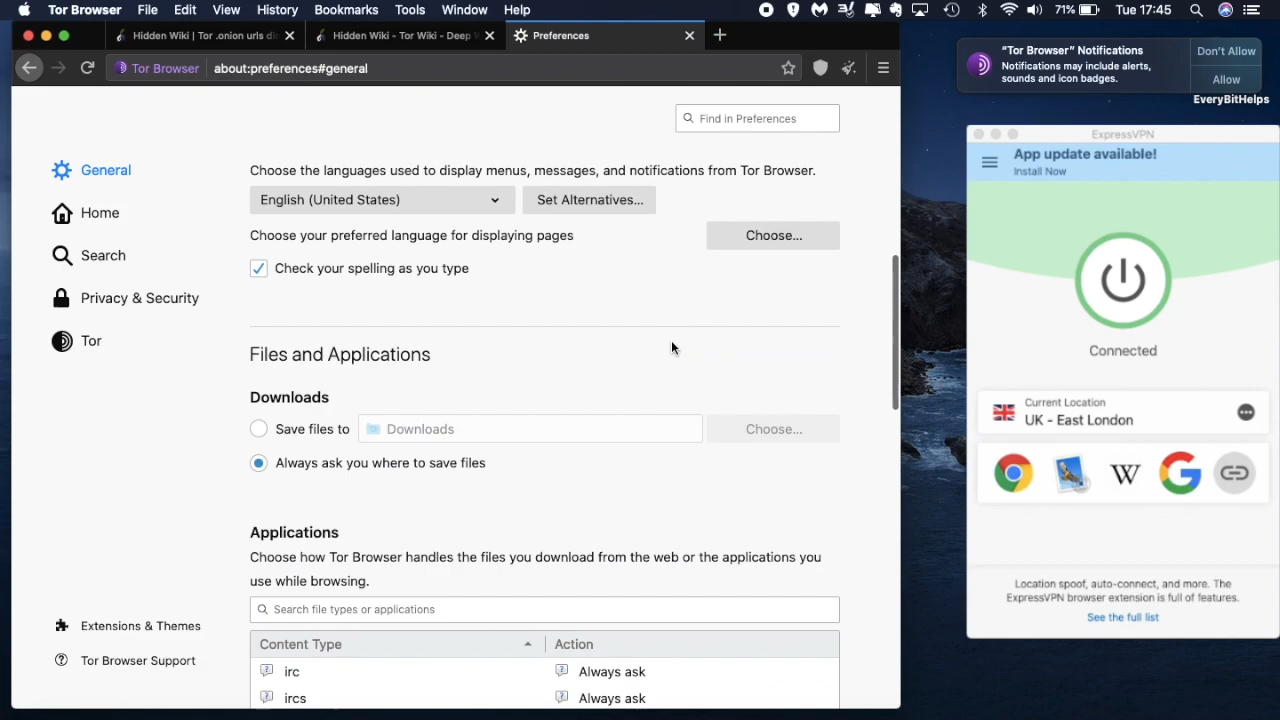 Tor Browser File Edit View History Bookmarks Tools Window Help
71% Tue 17:45
Hidden Wiki | Tor .onion urls di
Hidden Wiki - Tor Wiki - Deep
Preferences
Tor Browser about:preferences#general
Find in Preferences
General
Home
Search
Privacy & Security
Tor
Extensions & Themes
Tor Browser Support
Choose the languages used to display menus, messages, and notifications from Tor Browser.
English (United States) Set Alternatives...
Choose your preferred language for displaying pages Choose...
Check your spelling as you type
Files and Applications
Downloads
Save files to Downloads Choose...
Always ask you where to save files
Applications
Choose how Tor Browser handles the files you download from the web or the applications you
use while browsing.
Search file types or applications
Content Type Action
irc Always ask
ircs Always ask
"Tor Browser" Notifications
Notifications may include alerts,
sounds and icon badges.
Don't Allow
Allow
EveryBitHelps
ExpressVPN
App update available!
Install Now
Connected
Current Location
UK - East London
W
Location spoof, auto-connect, and more. The
ExpressVPN browser extension is full of features.
See the full list